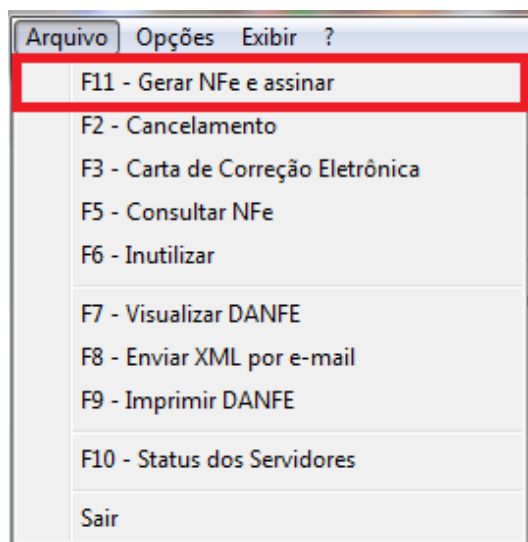 Arquivo Opções Exibir ?
F11 - Gerar NFe e assinar
F2 - Cancelamento
F3 - Carta de Correção Eletrônica
F5 - Consultar NFe
F6 - Inutilizar
F7 - Visualizar DANFE
F8 - Enviar XML por e-mail
F9 - Imprimir DANFE
F10 - Status dos Servidores
Sair